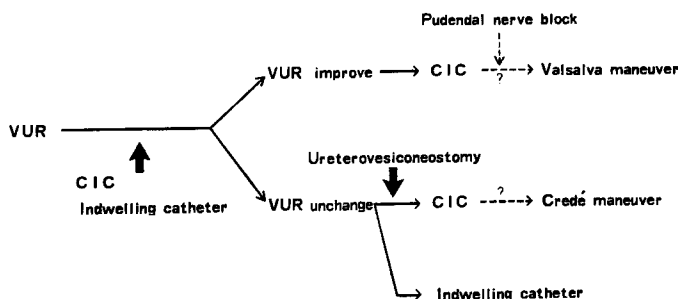 Pudendal nerve block
VUR improve CIC ? Valsalva maneuver
VUR
Ureterovesiconeostomy
CIC
Indwelling catheter
VUR unchange CIC ? Credé maneuver
Indwelling catheter